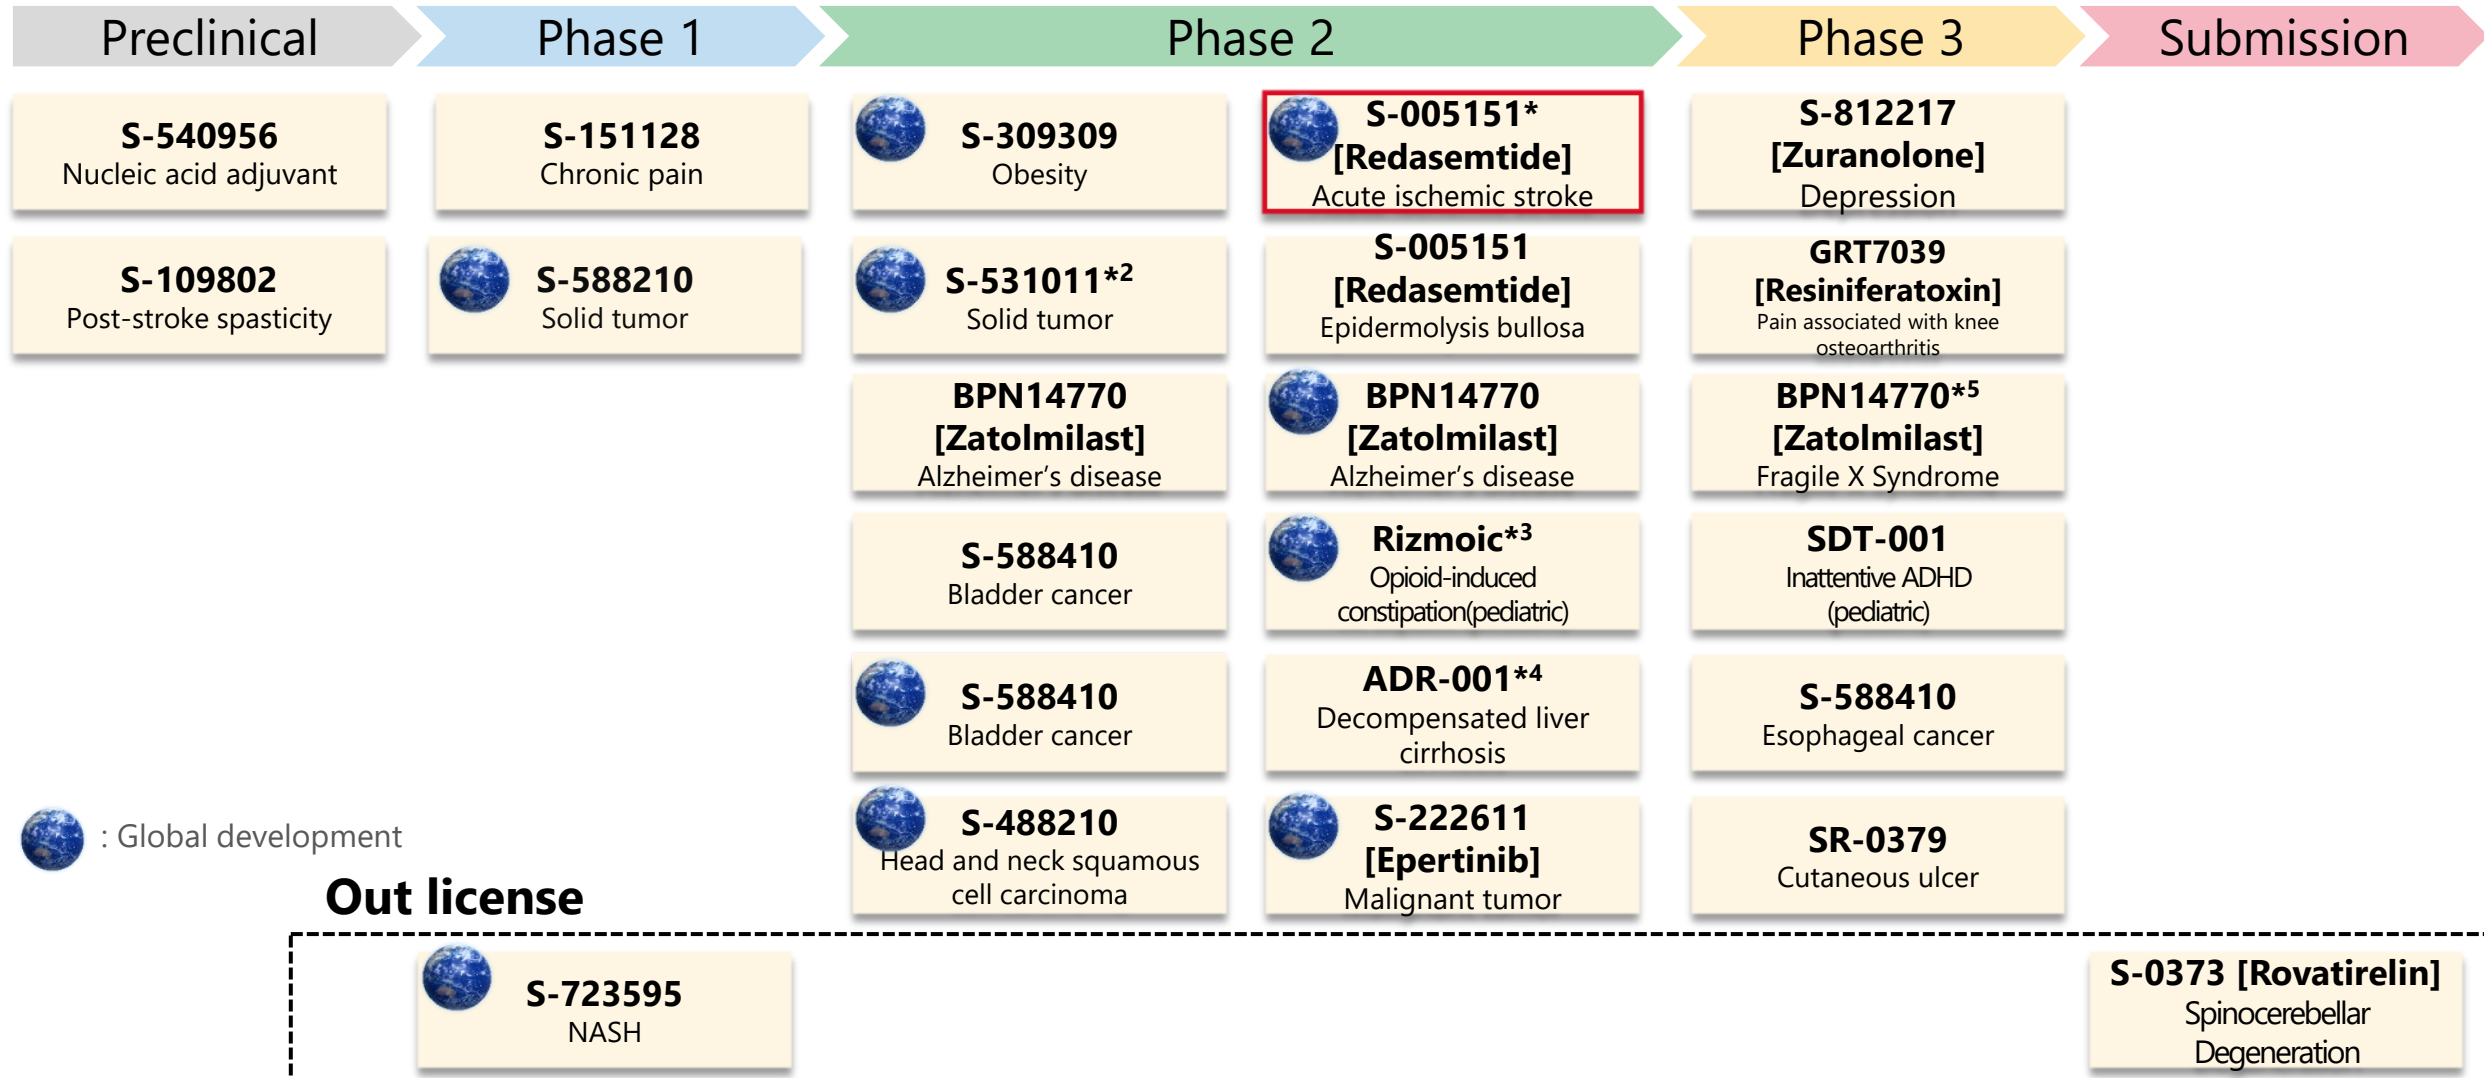 Preclinical
Phase 1
Phase 2
Phase 3
Submission
S-540956
Nucleic acid adjuvant
S-109802
Post-stroke spasticity
S-151128
Chronic pain
S-588210
Solid tumor
S-309309
Obesity
S-531011*2
Solid tumor
BPN14770
[Zatolmilast]
Alzheimer’s disease
S-588410
Bladder cancer
S-588410
Bladder cancer
S-488210
Head and neck squamous
cell carcinoma
S-005151*
[Redasemtide]
Acute ischemic stroke
S-005151
[Redasemtide]
Epidermolysis bullosa
BPN14770
[Zatolmilast]
Alzheimer’s disease
Rizmoic*3
Opioid-induced
constipation(pediatric)
ADR-001*4
Decompensated liver
cirrhosis
S-222611
[Epertinib]
Malignant tumor
S-812217
[Zuranolone]
Depression
GRT7039
[Resiniferatoxin]
Pain associated with knee
osteoarthritis
BPN14770*5
[Zatolmilast]
Fragile X Syndrome
SDT-001
Inattentive ADHD
(pediatric)
S-588410
Esophageal cancer
SR-0379
Cutaneous ulcer
: Global development
Out license
S-723595
NASH
S-0373 [Rovatirelin]
Spinocerebellar
Degeneration